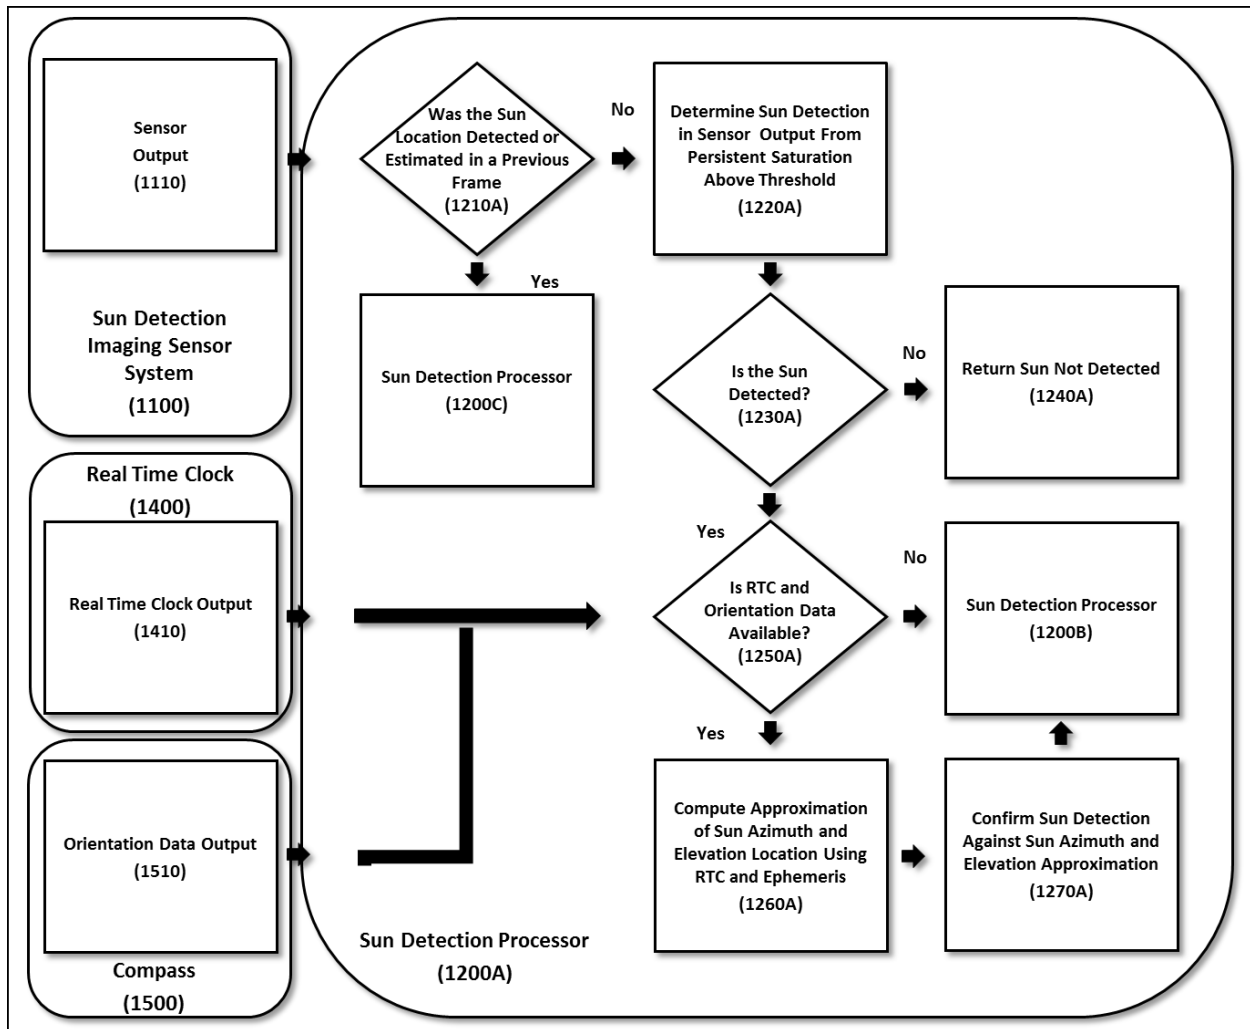 Sensor
Output
(1110)
Sun Detection
Imaging Sensor
System
(1100)
Real Time Clock
(1400)
Real Time Clock Output
(1410)
Orientation Data Output
(1510)
Compass
(1500)
Was the Sun
Location Detected or
Estimated in a Previous
Frame
(1210A)
No
Determine Sun Detection
in Sensor Output From
Persistent Saturation
Above Threshold
(1220A)
Yes
Sun Detection Processor
(1200C)
Is the Sun
Detected?
(1230A)
No
Return Sun Not Detected
(1240A)
Yes
Is RTC and
Orientation Data
Available?
(1250A)
No
Sun Detection Processor
(1200B)
Yes
Compute Approximation
of Sun Azimuth and
Elevation Location Using
RTC and Ephemeris
(1260A)
Confirm Sun Detection
Against Sun Azimuth and
Elevation Approximation
(1270A)
Sun Detection Processor
(1200A)